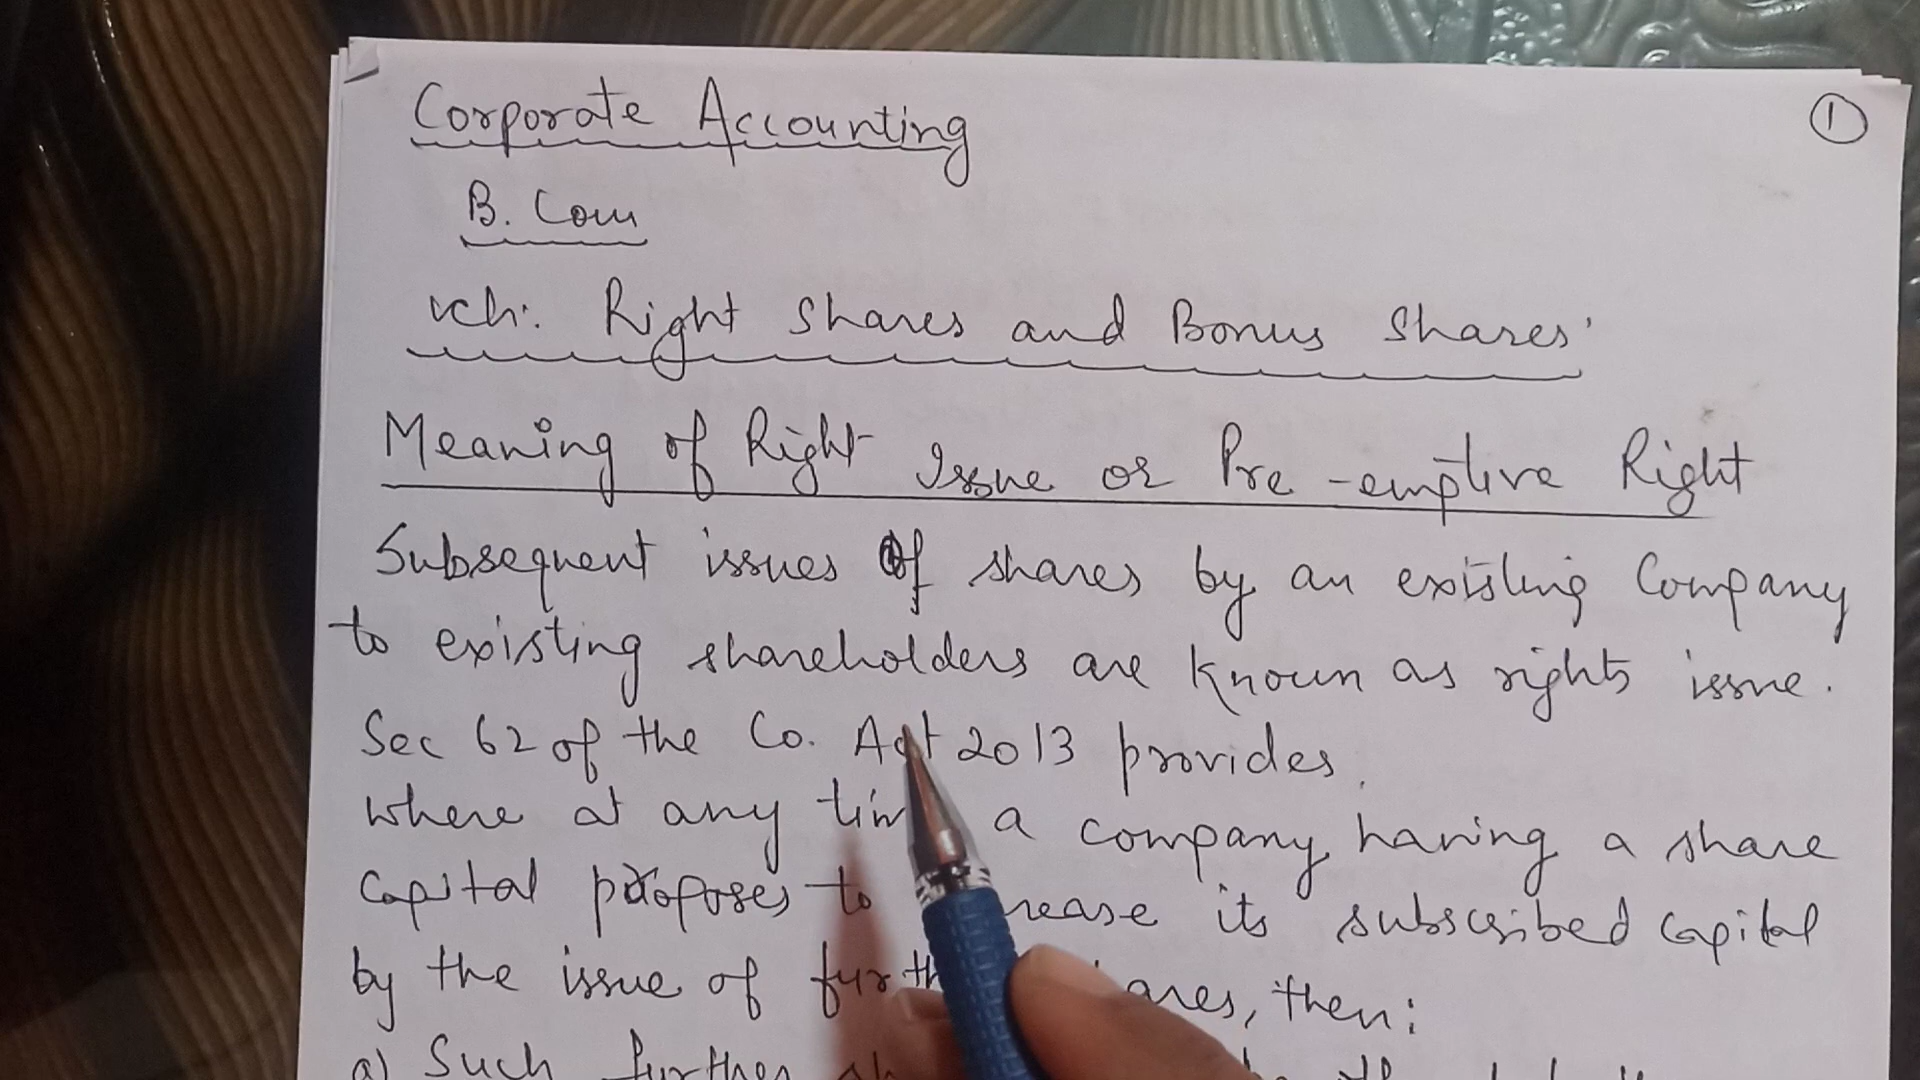 Corporate Accounting
1
B. Com
ch: Right Shares and Bonus Shares
Meaning of Right Issue or Pre-emptive Right
Subsequent issues of shares by an existing Company
to existing shareholders are known as rights issue.
Sec 62 of the Co. Act 2013 provides.
where at any a company having a share
capital proposes to its subscribed capital
by the issue of then:
a) Such further